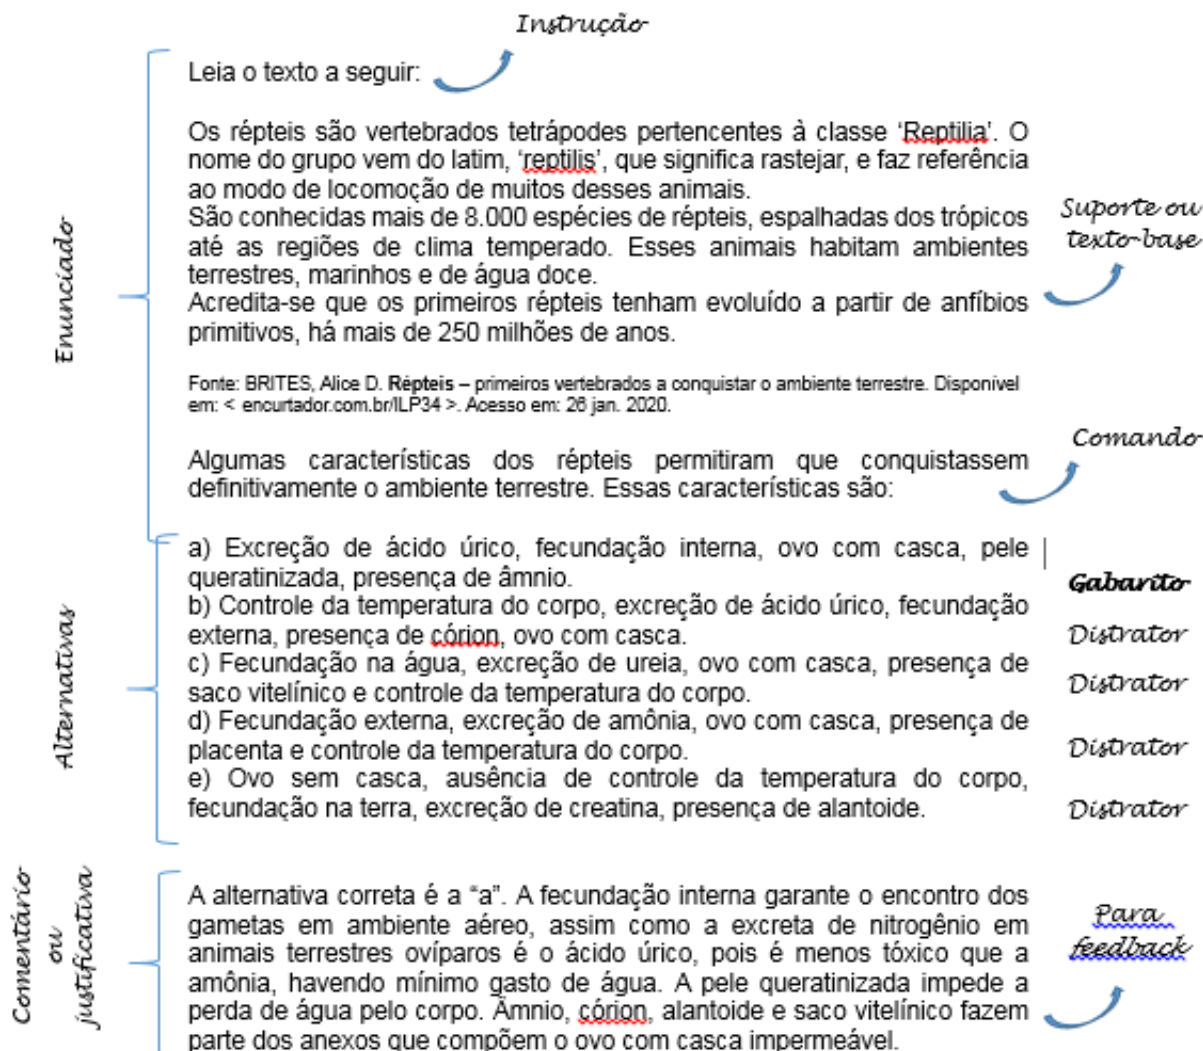 Instrução
Leia o texto a seguir:
Os répteis são vertebrados tetrápodes pertencentes à classe ‘Reptilia’. O
nome do grupo vem do latim, ‘reptilis’, que significa rastejar, e faz referência
ao modo de locomoção de muitos desses animais.
São conhecidas mais de 8.000 espécies de répteis, espalhadas dos trópicos
até as regiões de clima temperado. Esses animais habitam ambientes
terrestres, marinhos e de água doce.
Acredita-se que os primeiros répteis tenham evoluído a partir de anfíbios
primitivos, há mais de 250 milhões de anos.
Suporte ou
texto-base
Enunciado
Fonte: BRITES, Alice D. Répteis – primeiros vertebrados a conquistar o ambiente terrestre. Disponível
em: < encurtador.com.br/ILP34 >. Acesso em: 26 jan. 2020.
Comando
Algumas características dos répteis permitiram que conquistassem
definitivamente o ambiente terrestre. Essas características são:
a) Excreção de ácido úrico, fecundação interna, ovo com casca, pele
queratinizada, presença de âmnio.
Gabarito
b) Controle da temperatura do corpo, excreção de ácido úrico, fecundação
externa, presença de córion, ovo com casca.
Distrator
c) Fecundação na água, excreção de ureia, ovo com casca, presença de
saco vitelínico e controle da temperatura do corpo.
Distrator
d) Fecundação externa, excreção de amônia, ovo com casca, presença de
placenta e controle da temperatura do corpo.
Distrator
e) Ovo sem casca, ausência de controle da temperatura do corpo,
fecundação na terra, excreção de creatina, presença de alantoide.
Distrator
Alternativas
A alternativa correta é a “a”. A fecundação interna garante o encontro dos
gametas em ambiente aéreo, assim como a excreta de nitrogênio em
animais terrestres ovíparos é o ácido úrico, pois é menos tóxico que a
amônia, havendo mínimo gasto de água. A pele queratinizada impede a
perda de água pelo corpo. Âmnio, córion, alantoide e saco vitelínico fazem
parte dos anexos que compõem o ovo com casca impermeável.
Para
feedback
Comentário
ou
justificativa